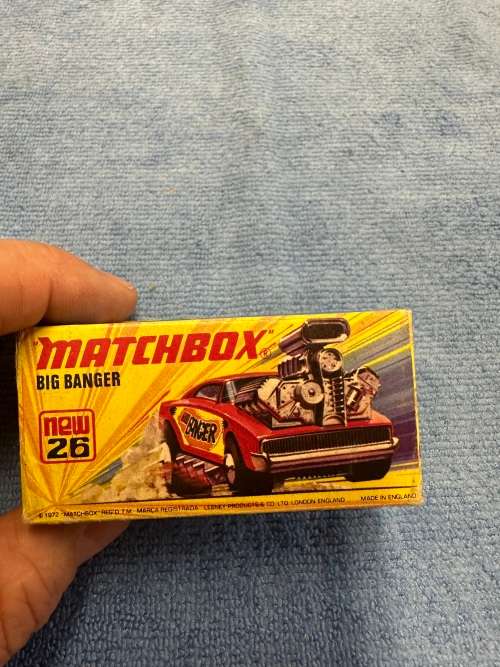 "MATCHBOX"®
BIG BANGER
new
26
BANGER
© 1972 "MATCHBOX" REG'D. T.M. MARCA REGISTRADA LESNEY PRODUCTS & CO. LTD. LONDON ENGLAND
MADE IN ENGLAND